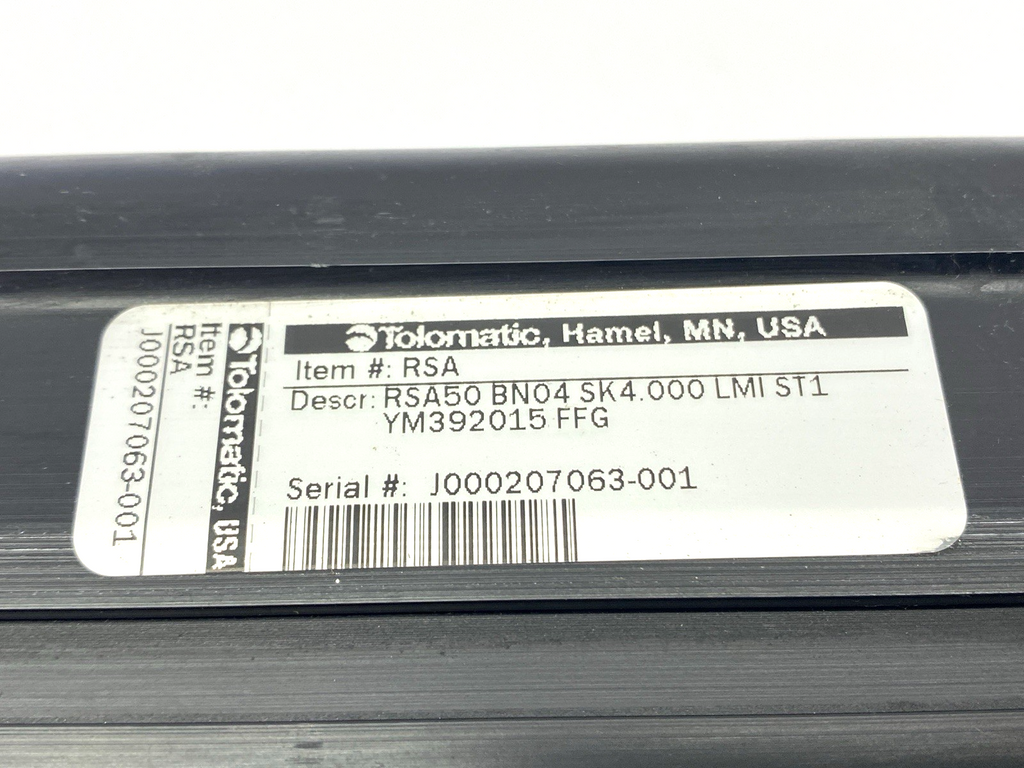 Tolomatic, Hamel, MN, USA
Item #: RSA
Descr: RSA50 BN04 SK4.000 LMI ST1
YM392015 FFG
Serial #: J000207063-001
Tolomatic, USA
Item #:
RSA
J000207063-001